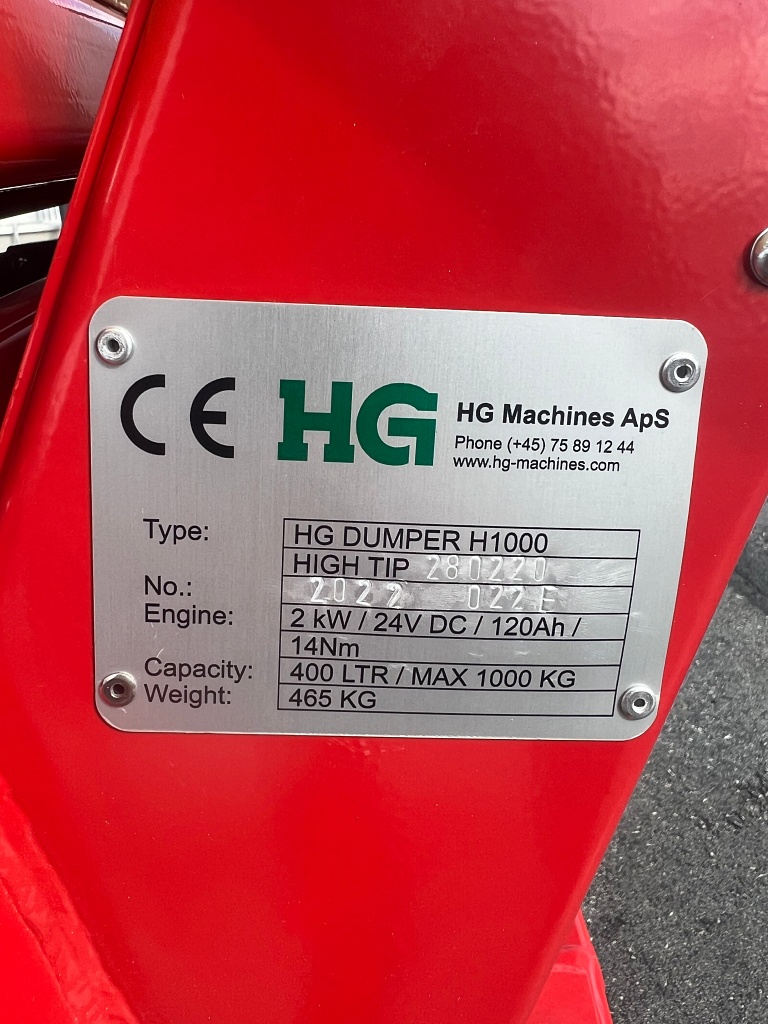 CE HG HG Machines ApS
Phone (+45) 75 89 12 44
www.hg-machines.com
Type: HG DUMPER H1000
HIGH TIP 280220
No.: 2022 022E
Engine: 2 kW / 24V DC / 120Ah /
14Nm
Capacity: 400 LTR / MAX 1000 KG
Weight: 465 KG